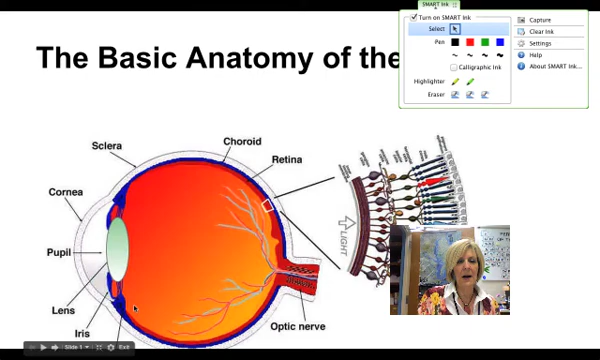 SMART Ink
Turn on SMART Ink
Select
Pen
Calligraphic Ink
Highlighter
Eraser
Capture
Clear Ink
Settings
Help
About SMART Ink...
The Basic Anatomy of the
Choroid
Sclera
Retina
Cornea
LIGHT
Pupil
Lens
Iris
Optic nerve
Slide 1
Exit